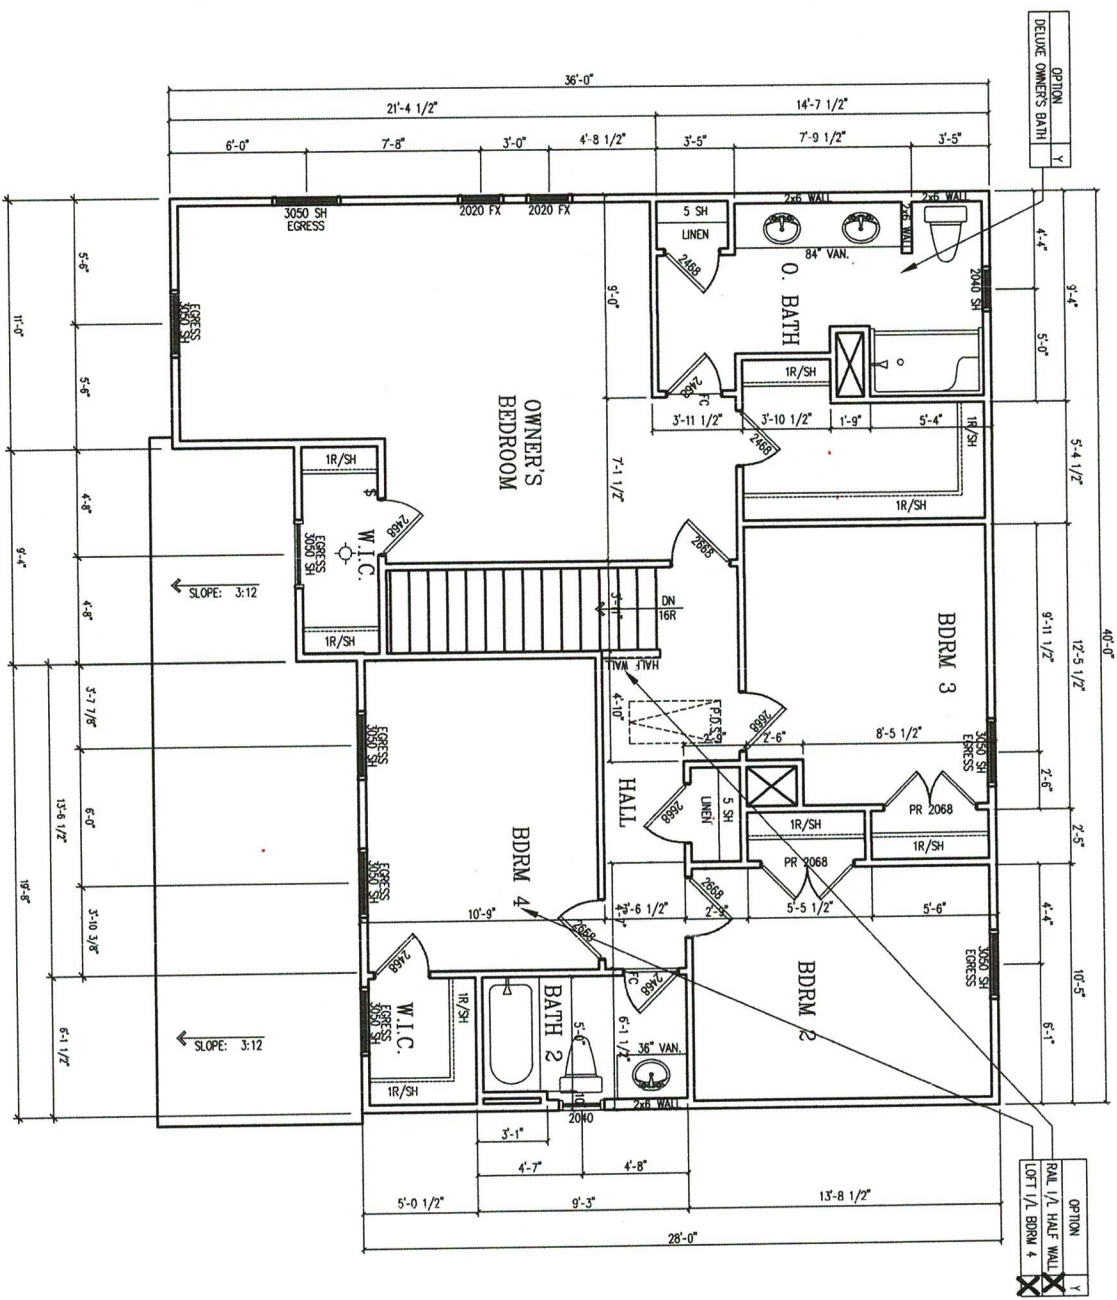 OPTION Y
DELUXE OWNER'S BATH
36'-0"
21'-4 1/2"
14'-7 1/2"
6'-0"
7'-8"
3'-0"
4'-8 1/2"
3'-5"
7'-9 1/2"
3'-5"
3050 SH
EGRESS
2020 FX
2020 FX
5 SH
LINEN
2468
2x6 WALL
2x6 WALL
2x6 WALL
84" VAN.
O. BATH
2040 SH
4'-4"
9'-4"
5'-0"
5'-6"
11'-0"
5'-6"
EGRESS
3050 SH
9'-0"
OWNER'S
BEDROOM
2468
FC
1R/SH
3'-11 1/2"
3'-10 1/2"
1'-9"
5'-4"
2468
1R/SH
1R/SH
5'-4 1/2"
7'-1 1/2"
1R/SH
$
W.I.C.
2468
EGRESS
3050 SH
1R/SH
4'-8"
9'-4"
4'-8"
SLOPE: 3:12
2668
3'-11"
DN
16R
HALF WALL
4'-10"
P.D.S.
BDRM 3
9'-11 1/2"
12'-5 1/2"
40'-0"
2668
2'-9"
2'-6"
8'-5 1/2"
3050 SH
EGRESS
2'-6"
PR 2068
1R/SH
1R/SH
2'-5"
5 SH
LINEN
2668
HALL
PR 2068
3'-7 7/8"
6'-0"
13'-6 1/2"
3'-10 3/8"
19'-8"
EGRESS
3050 SH
EGRESS
3050 SH
BDRM 4
10'-9"
2668
2668
2'-9"
5'-5 1/2"
5'-6"
4'-4"
10'-5"
6'-1"
3050 SH
EGRESS
BDRM 2
2468
W.I.C.
EGRESS
3050 SH
1R/SH
1R/SH
6'-1 1/2"
SLOPE: 3:12
BATH 2
2468
FC
6'-1 1/2"
36" VAN.
2x6 WALL
2040
3'-1"
4'-7"
4'-8"
5'-0 1/2"
9'-3"
13'-8 1/2"
28'-0"
OPTION Y
RAIL I/L HALF WALL X
LOFT I/L BDRM 4 X